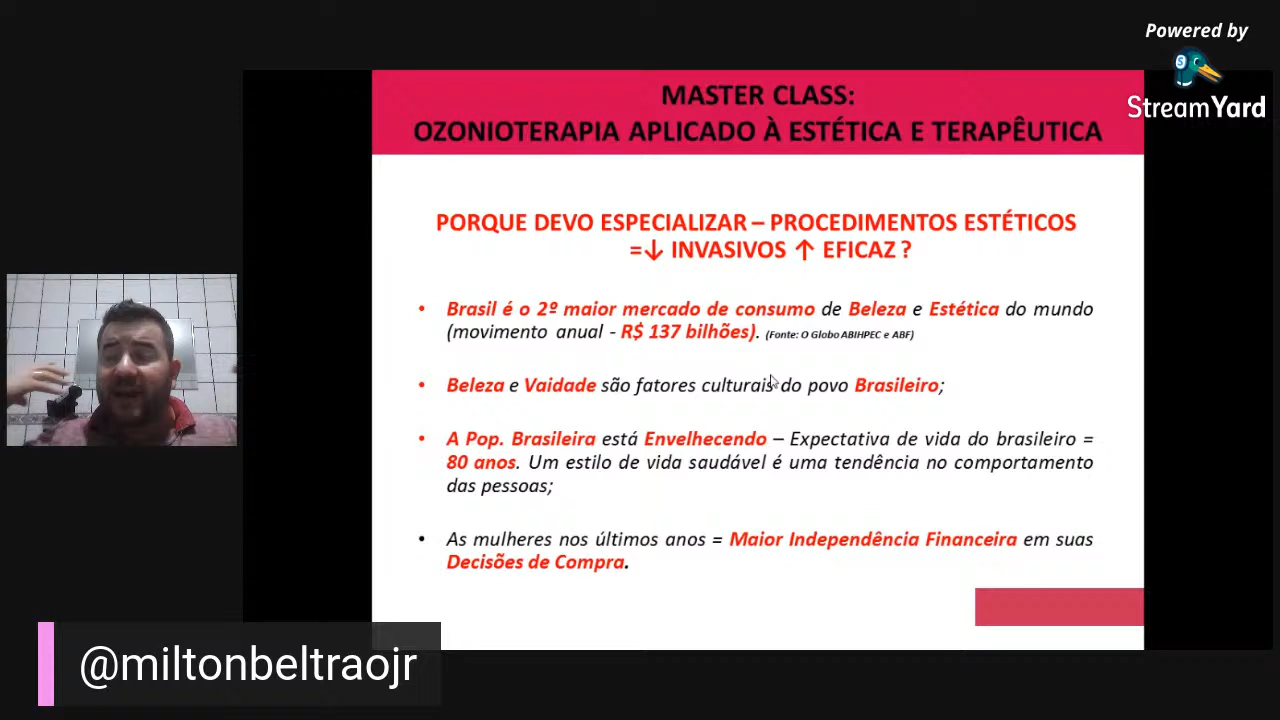 Powered by
StreamYard
MASTER CLASS:
OZONIOTERAPIA APLICADO À ESTÉTICA E TERAPÊUTICA
PORQUE DEVO ESPECIALIZAR – PROCEDIMENTOS ESTÉTICOS
=↓ INVASIVOS ↑ EFICAZ ?
• Brasil é o 2º maior mercado de consumo de Beleza e Estética do mundo
(movimento anual - R$ 137 bilhões). (Fonte: O Globo ABIHPEC e ABF)
• Beleza e Vaidade são fatores culturais do povo Brasileiro;
• A Pop. Brasileira está Envelhecendo – Expectativa de vida do brasileiro =
80 anos. Um estilo de vida saudável é uma tendência no comportamento
das pessoas;
• As mulheres nos últimos anos = Maior Independência Financeira em suas
Decisões de Compra.
@miltonbeltraojr